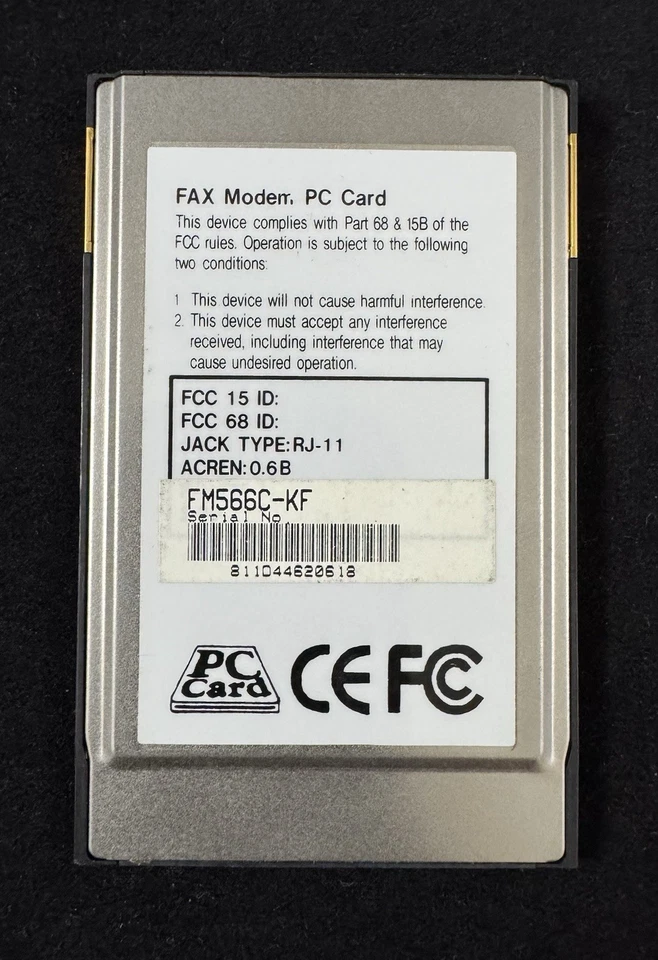 FAX Modem PC Card
This device complies with Part 68 & 15B of the
FCC rules. Operation is subject to the following
two conditions:
1 This device will not cause harmful interference.
2. This device must accept any interference
received, including interference that may
cause undesired operation.
FCC 15 ID:
FCC 68 ID:
JACK TYPE:RJ-11
ACREN:0.6B
FM566C-KF
Serial No.
811044620618
PC
Card
CE FC